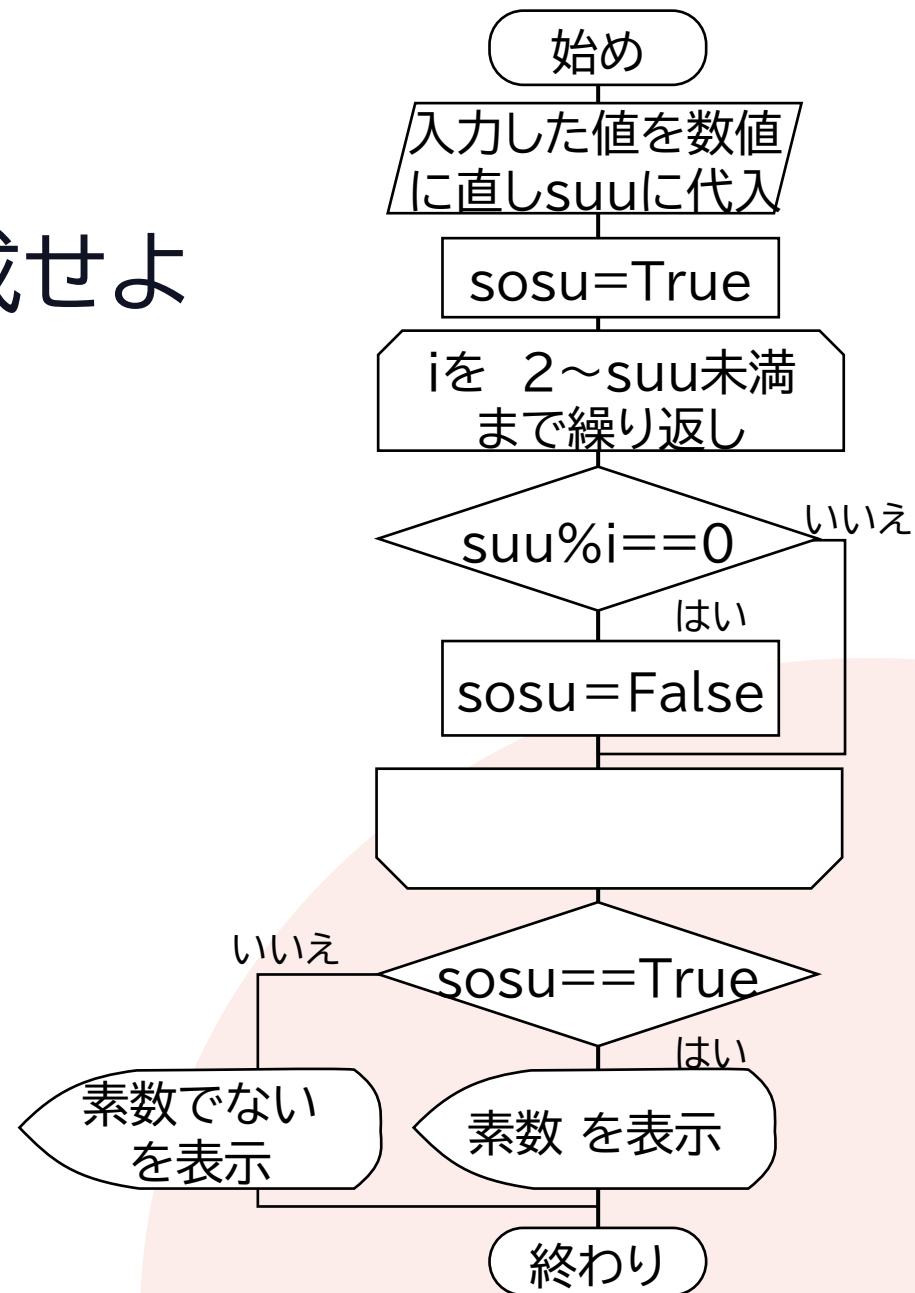 始め
入力した値を数値
に直しsuuに代入
せよ
sosu=True
iを 2～suu未満
まで繰り返し
いいえ
suu%i==0
はい
sosu=False
いいえ
sosu==True
はい
素数でない
を表示
素数 を表示
終わり